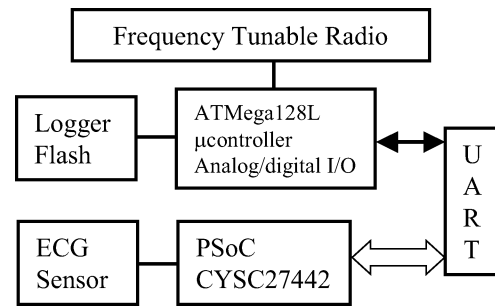 Frequency Tunable Radio
Logger
Flash
ATMega128L
μcontroller
Analog/digital I/O
U
A
R
T
ECG
Sensor
PSoC
CYSC27442